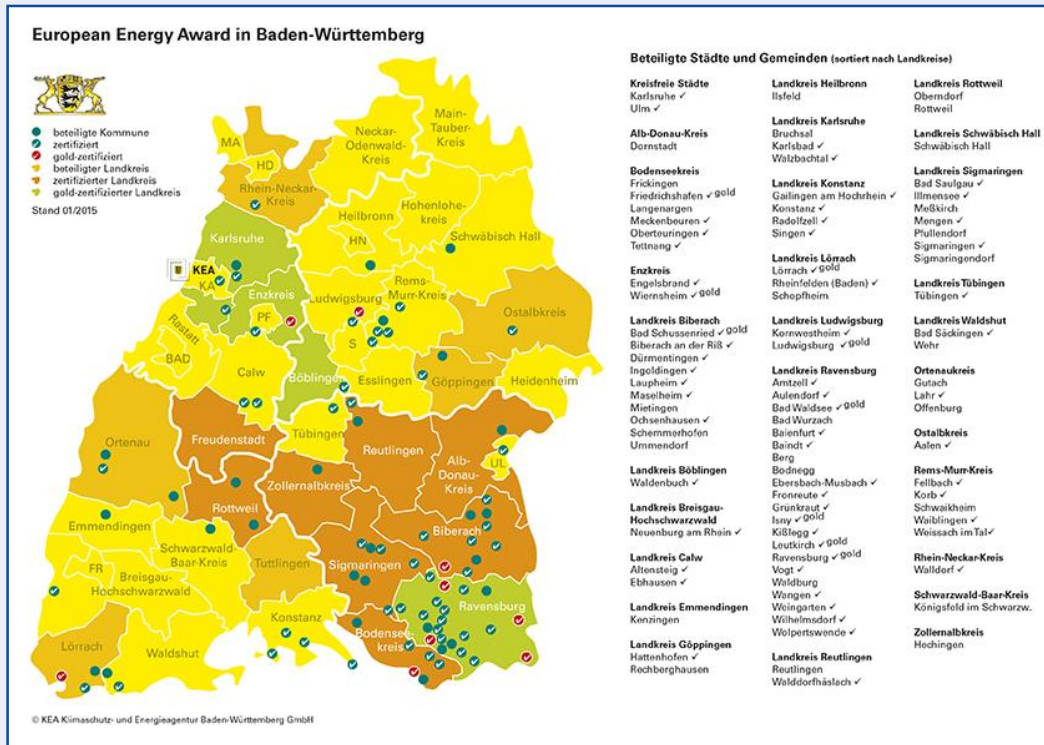 European Energy Award in Baden-Württemberg
beteiligte Kommune
zertifiziert
gold-zertifiziert
beteiligter Landkreis
zertifizierter Landkreis
gold-zertifizierter Landkreis
Stand 01/2015
MA
HD
Rhein-Neckar-
Kreis
Neckar-
Odenwald-
Kreis
Main-
Tauber-
Kreis
Karlsruhe
Heilbronn
HN
Hohenlohe-
kreis
Schwäbisch Hall
KEA
KA
Enzkreis
PF
Ludwigsburg
Rems-
Murr-Kreis
S
Ostalbkreis
Rastatt
BAD
Calw
Böblingen
Esslingen
Göppingen
Heidenheim
Ortenau
Freudenstadt
Tübingen
Reutlingen
Alb-
Donau-
Kreis
UL
Zollernalbkreis
Rottweil
Biberach
Emmendingen
Schwarzwald-
Baar-Kreis
FR
Breisgau-
Hochschwarzwald
Tuttlingen
Sigmaringen
Ravensburg
Konstanz
Bodensee-
kreis
Lörrach
Waldshut
© KEA Klimaschutz- und Energieagentur Baden-Württemberg GmbH
Beteiligte Städte und Gemeinden (sortiert nach Landkreise)
Kreisfreie Städte
Karlsruhe ✓
Ulm ✓
Alb-Donau-Kreis
Dornstadt
Bodenseekreis
Frickingen
Friedrichshafen ✓ gold
Langenargen
Meckenbeuren ✓
Oberteuringen ✓
Tettnang ✓
Enzkreis
Engelsbrand ✓
Wiernsheim ✓ gold
Landkreis Biberach
Bad Schussenried ✓ gold
Biberach an der Riß ✓
Dürmentingen ✓
Ingoldingen ✓
Laupheim ✓
Maselheim ✓
Mietingen
Ochsenhausen ✓
Schemmerhofen
Ummendorf
Landkreis Böblingen
Waldenbuch ✓
Landkreis Breisgau-
Hochschwarzwald
Neuenburg am Rhein ✓
Landkreis Calw
Altensteig ✓
Ebhausen ✓
Landkreis Emmendingen
Kenzingen
Landkreis Göppingen
Hattenhofen ✓
Rechberghausen
Landkreis Heilbronn
Ilsfeld
Landkreis Karlsruhe
Bruchsal
Karlsbad ✓
Walzbachtal ✓
Landkreis Konstanz
Gailingen am Hochrhein ✓
Konstanz ✓
Radolfzell ✓
Singen ✓
Landkreis Lörrach
Lörrach ✓ gold
Rheinfelden (Baden) ✓
Schopfheim
Landkreis Ludwigsburg
Kornwestheim ✓
Ludwigsburg ✓ gold
Landkreis Ravensburg
Amtzell ✓
Aulendorf ✓
Bad Waldsee ✓ gold
Bad Wurzach
Baienfurt ✓
Baindt ✓
Berg
Bodnegg
Ebersbach-Musbach ✓
Fronreute ✓
Grünkraut ✓
Isny ✓ gold
Kißlegg ✓
Leutkirch ✓ gold
Ravensburg ✓ gold
Vogt ✓
Waldburg
Wangen ✓
Weingarten ✓
Wilhelmsdorf ✓
Wolpertswende ✓
Landkreis Reutlingen
Reutlingen
Walddorfhäslach ✓
Landkreis Rottweil
Oberndorf
Rottweil
Landkreis Schwäbisch Hall
Schwäbisch Hall
Landkreis Sigmaringen
Bad Saulgau ✓
Illmensee ✓
Meßkirch
Mengen ✓
Pfullendorf
Sigmaringen ✓
Sigmaringendorf
Landkreis Tübingen
Tübingen ✓
Landkreis Waldshut
Bad Säckingen ✓
Wehr
Ortenaukreis
Gutach
Lahr ✓
Offenburg
Ostalbkreis
Aalen ✓
Rems-Murr-Kreis
Fellbach ✓
Korb ✓
Schwaikheim
Waiblingen ✓
Weissach im Tal ✓
Rhein-Neckar-Kreis
Walldorf ✓
Schwarzwald-Baar-Kreis
Königsfeld im Schwarzw.
Zollernalbkreis
Hechingen